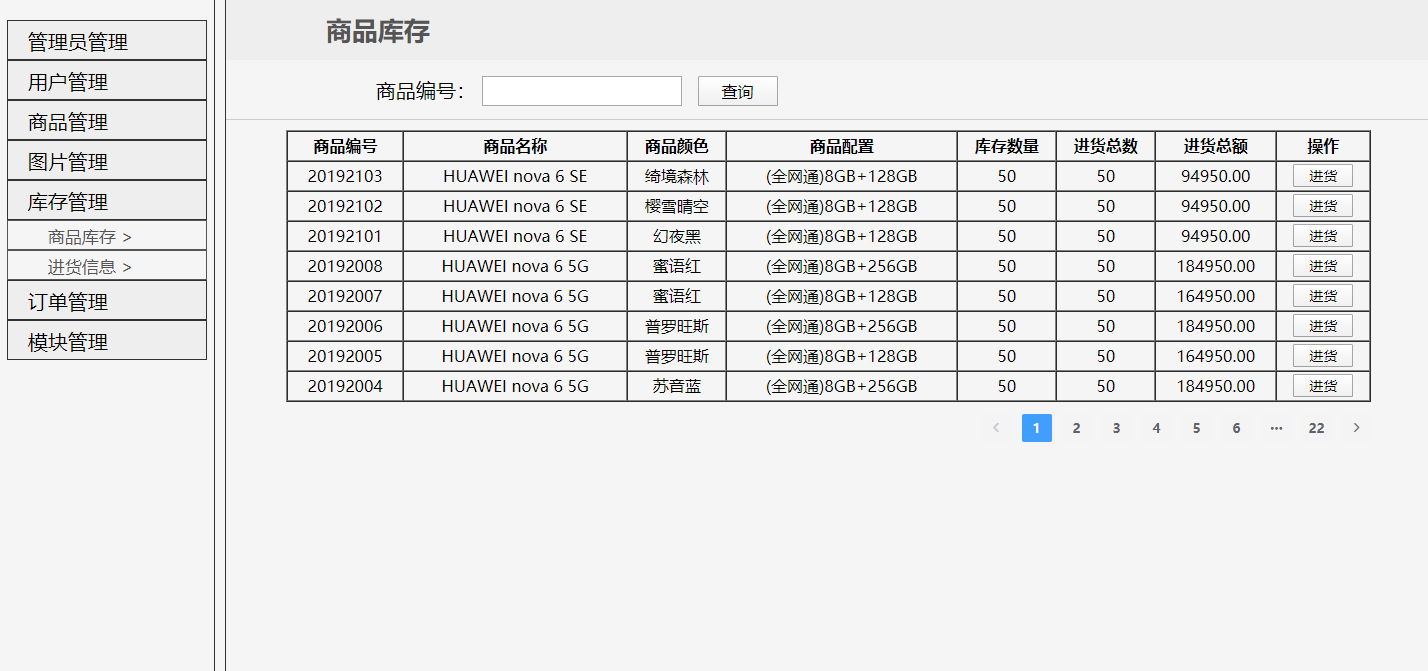 管理员管理
用户管理
商品管理
图片管理
库存管理
商品库存 >
进货信息 >
订单管理
模块管理
商品库存
商品编号： 查询
商品编号 商品名称 商品颜色 商品配置 库存数量 进货总数 进货总额 操作
20192103 HUAWEI nova 6 SE 绮境森林 (全网通)8GB+128GB 50 50 94950.00 进货
20192102 HUAWEI nova 6 SE 樱雪晴空 (全网通)8GB+128GB 50 50 94950.00 进货
20192101 HUAWEI nova 6 SE 幻夜黑 (全网通)8GB+128GB 50 50 94950.00 进货
20192008 HUAWEI nova 6 5G 蜜语红 (全网通)8GB+256GB 50 50 184950.00 进货
20192007 HUAWEI nova 6 5G 蜜语红 (全网通)8GB+128GB 50 50 164950.00 进货
20192006 HUAWEI nova 6 5G 普罗旺斯 (全网通)8GB+256GB 50 50 184950.00 进货
20192005 HUAWEI nova 6 5G 普罗旺斯 (全网通)8GB+128GB 50 50 164950.00 进货
20192004 HUAWEI nova 6 5G 苏音蓝 (全网通)8GB+256GB 50 50 184950.00 进货
< 1 2 3 4 5 6 ··· 22 >